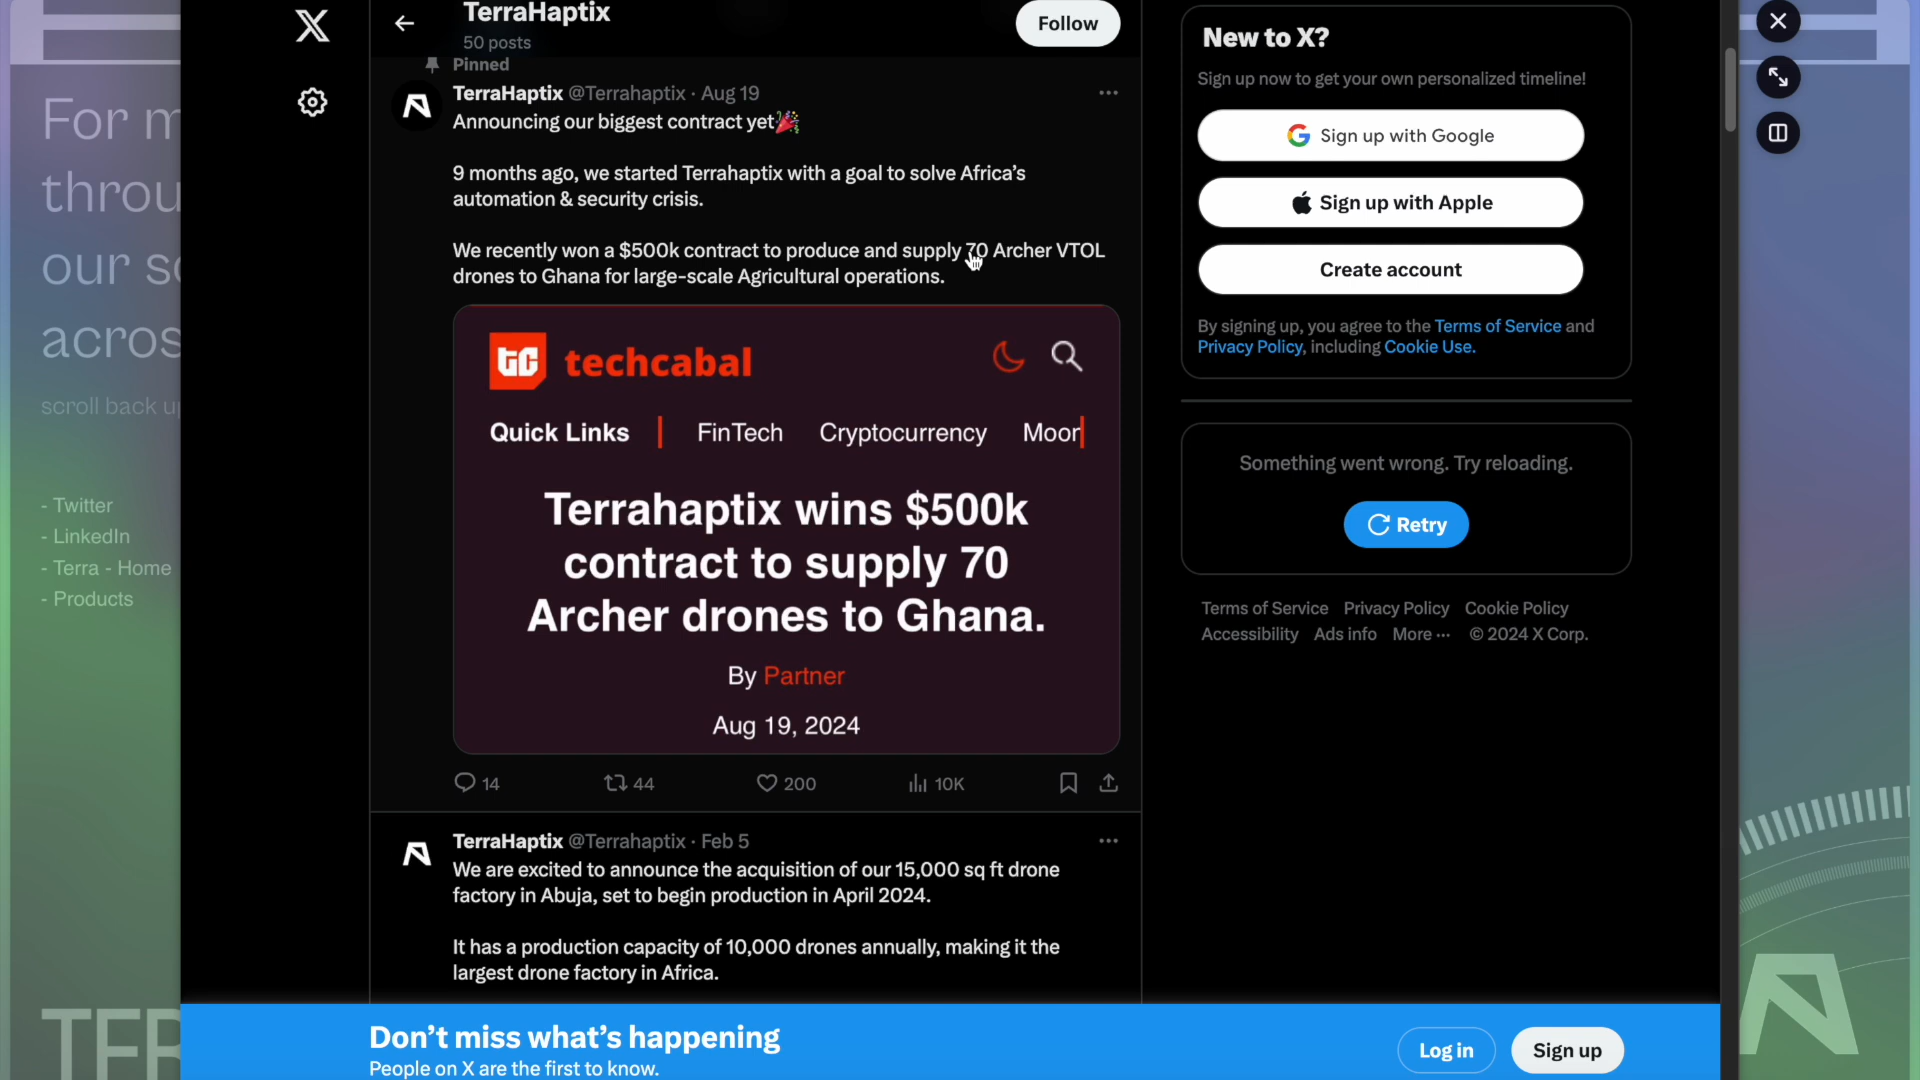 For m
throu
our s
across
scroll back u
- Twitter
- LinkedIn
- Terra - Home
- Products
TerraHaptix
50 posts
Follow
Pinned
TerraHaptix @Terrahaptix · Aug 19
Announcing our biggest contract yet🎉
9 months ago, we started Terrahaptix with a goal to solve Africa's
automation & security crisis.
We recently won a $500k contract to produce and supply 70 Archer VTOL
drones to Ghana for large-scale Agricultural operations.
tc techcabal
Quick Links | FinTech Cryptocurrency Moor
Terrahaptix wins $500k
contract to supply 70
Archer drones to Ghana.
By Partner
Aug 19, 2024
14 44 200 10K
TerraHaptix @Terrahaptix · Feb 5
We are excited to announce the acquisition of our 15,000 sq ft drone
factory in Abuja, set to begin production in April 2024.
It has a production capacity of 10,000 drones annually, making it the
largest drone factory in Africa.
New to X?
Sign up now to get your own personalized timeline!
Sign up with Google
Sign up with Apple
Create account
By signing up, you agree to the Terms of Service and
Privacy Policy, including Cookie Use.
Something went wrong. Try reloading.
Retry
Terms of Service Privacy Policy Cookie Policy
Accessibility Ads info More ··· © 2024 X Corp.
Don't miss what's happening
People on X are the first to know.
Log in
Sign up